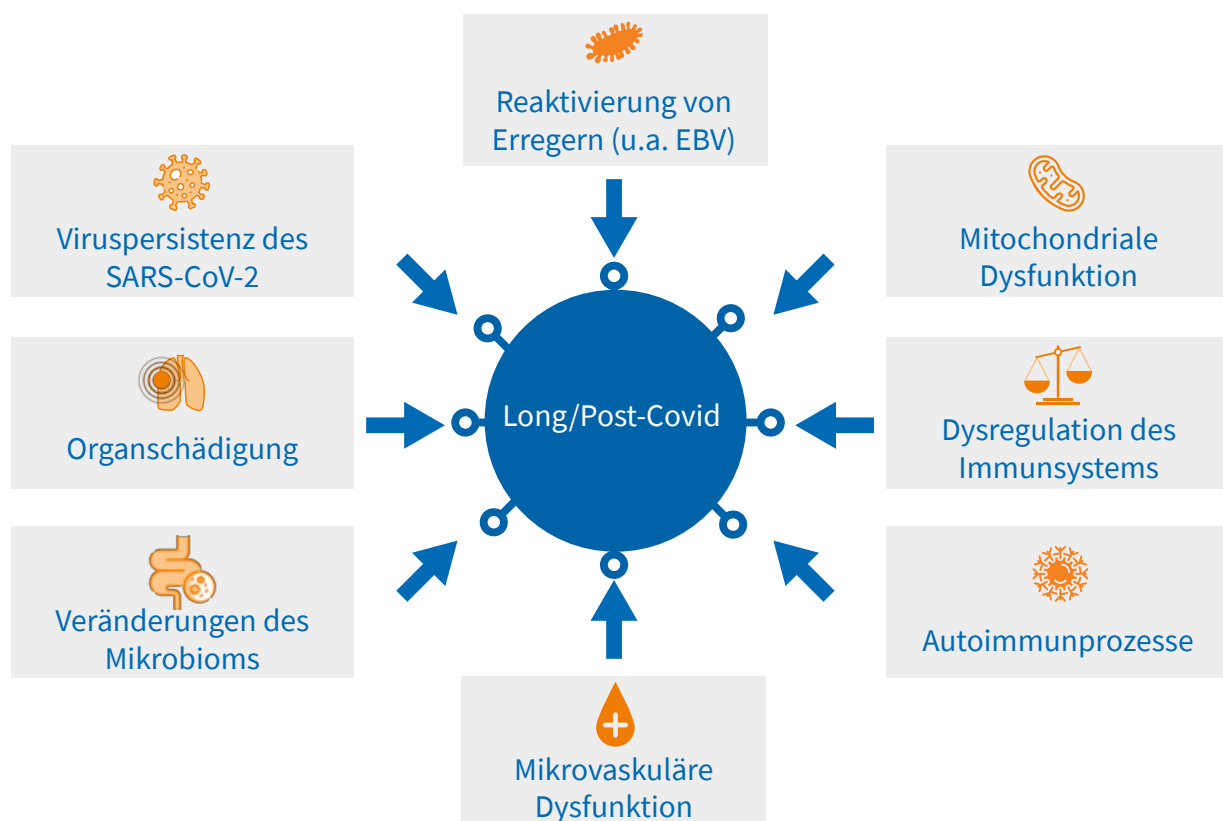 Reaktivierung von
Erregern (u.a. EBV)
Viruspersistenz des
SARS-CoV-2
Mitochondriale
Dysfunktion
Organschädigung
Long/Post-Covid
Dysregulation des
Immunsystems
Veränderungen des
Mikrobioms
Autoimmunprozesse
Mikrovaskuläre
Dysfunktion